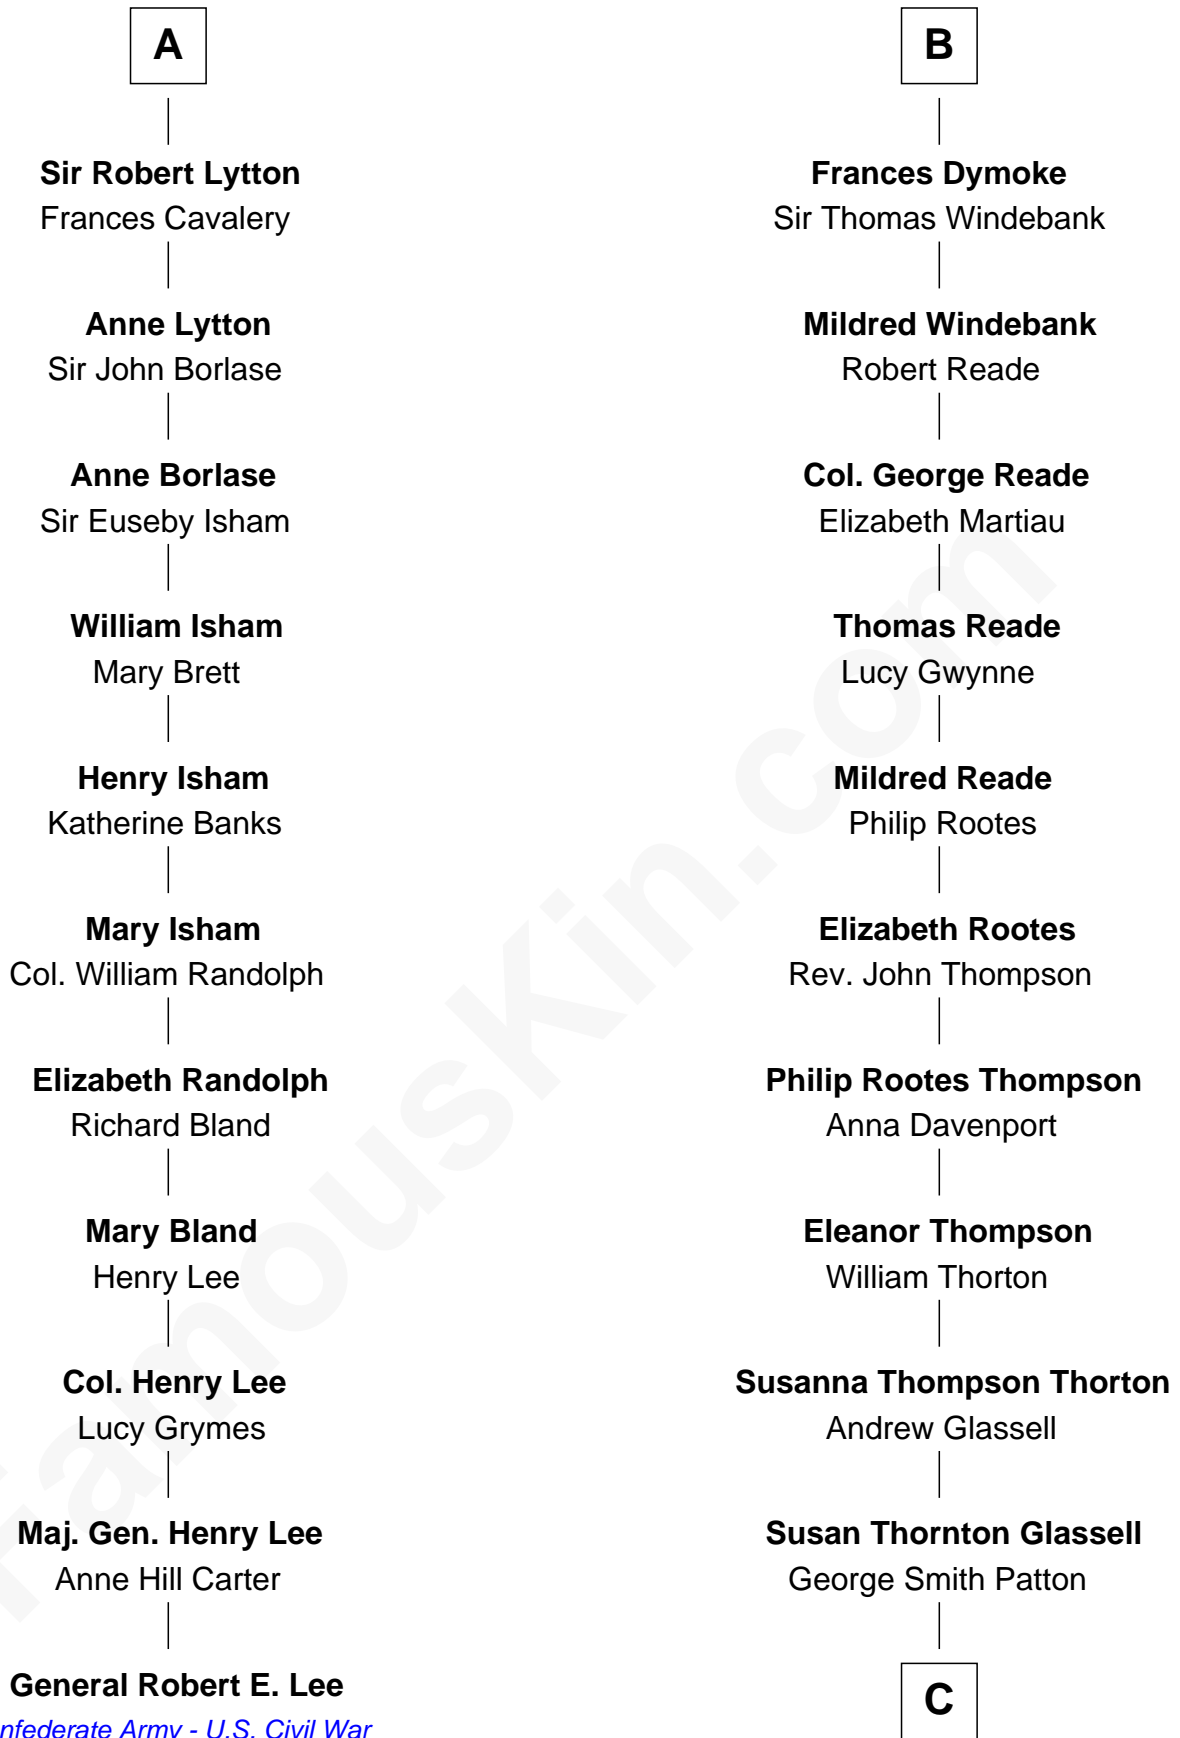 A
Sir Robert Lytton
Frances Cavalery
Anne Lytton
Sir John Borlase
Anne Borlase
Sir Euseby Isham
William Isham
Mary Brett
Henry Isham
Katherine Banks
Mary Isham
Col. William Randolph
Elizabeth Randolph
Richard Bland
Mary Bland
Henry Lee
Col. Henry Lee
Lucy Grymes
Maj. Gen. Henry Lee
Anne Hill Carter
General Robert E. Lee
nfederate Army - U.S. Civil War
B
Frances Dymoke
Sir Thomas Windebank
Mildred Windebank
Robert Reade
Col. George Reade
Elizabeth Martiau
Thomas Reade
Lucy Gwynne
Mildred Reade
Philip Rootes
Elizabeth Rootes
Rev. John Thompson
Philip Rootes Thompson
Anna Davenport
Eleanor Thompson
William Thorton
Susanna Thompson Thorton
Andrew Glassell
Susan Thornton Glassell
George Smith Patton
C
FamousKin.com